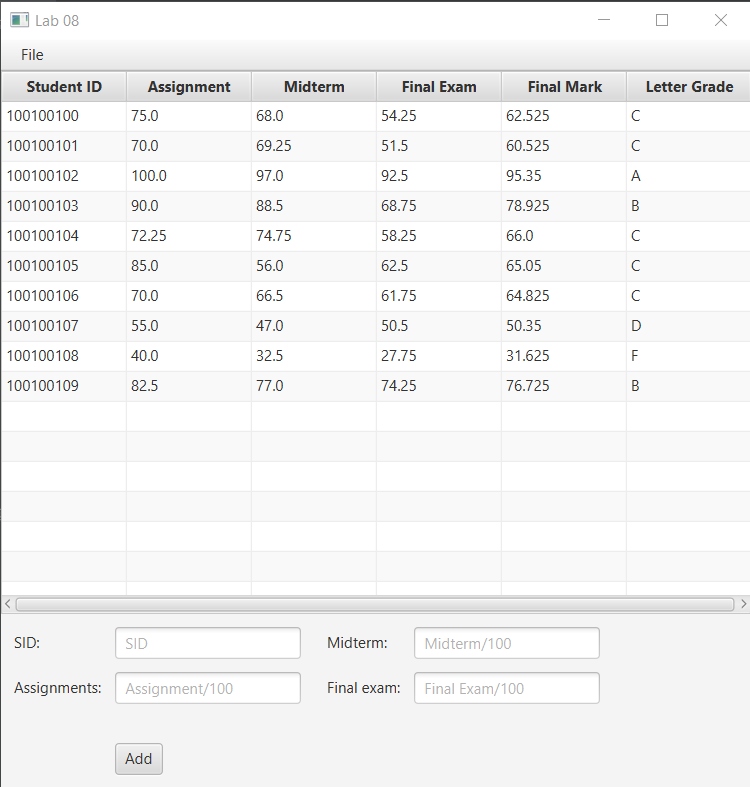 Lab 08
File
Student ID Assignment Midterm Final Exam Final Mark Letter Grade
100100100 75.0 68.0 54.25 62.525 C
100100101 70.0 69.25 51.5 60.525 C
100100102 100.0 97.0 92.5 95.35 A
100100103 90.0 88.5 68.75 78.925 B
100100104 72.25 74.75 58.25 66.0 C
100100105 85.0 56.0 62.5 65.05 C
100100106 70.0 66.5 61.75 64.825 C
100100107 55.0 47.0 50.5 50.35 D
100100108 40.0 32.5 27.75 31.625 F
100100109 82.5 77.0 74.25 76.725 B
SID: SID Midterm: Midterm/100
Assignments: Assignment/100 Final exam: Final Exam/100
Add